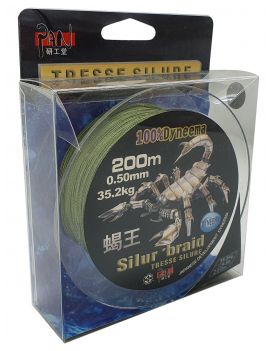 研工堂
TRESSE SILURE
100% Dyneema
200m
0.50mm
35.2kg
蝎王
Silur braid
TRESSE SILURE